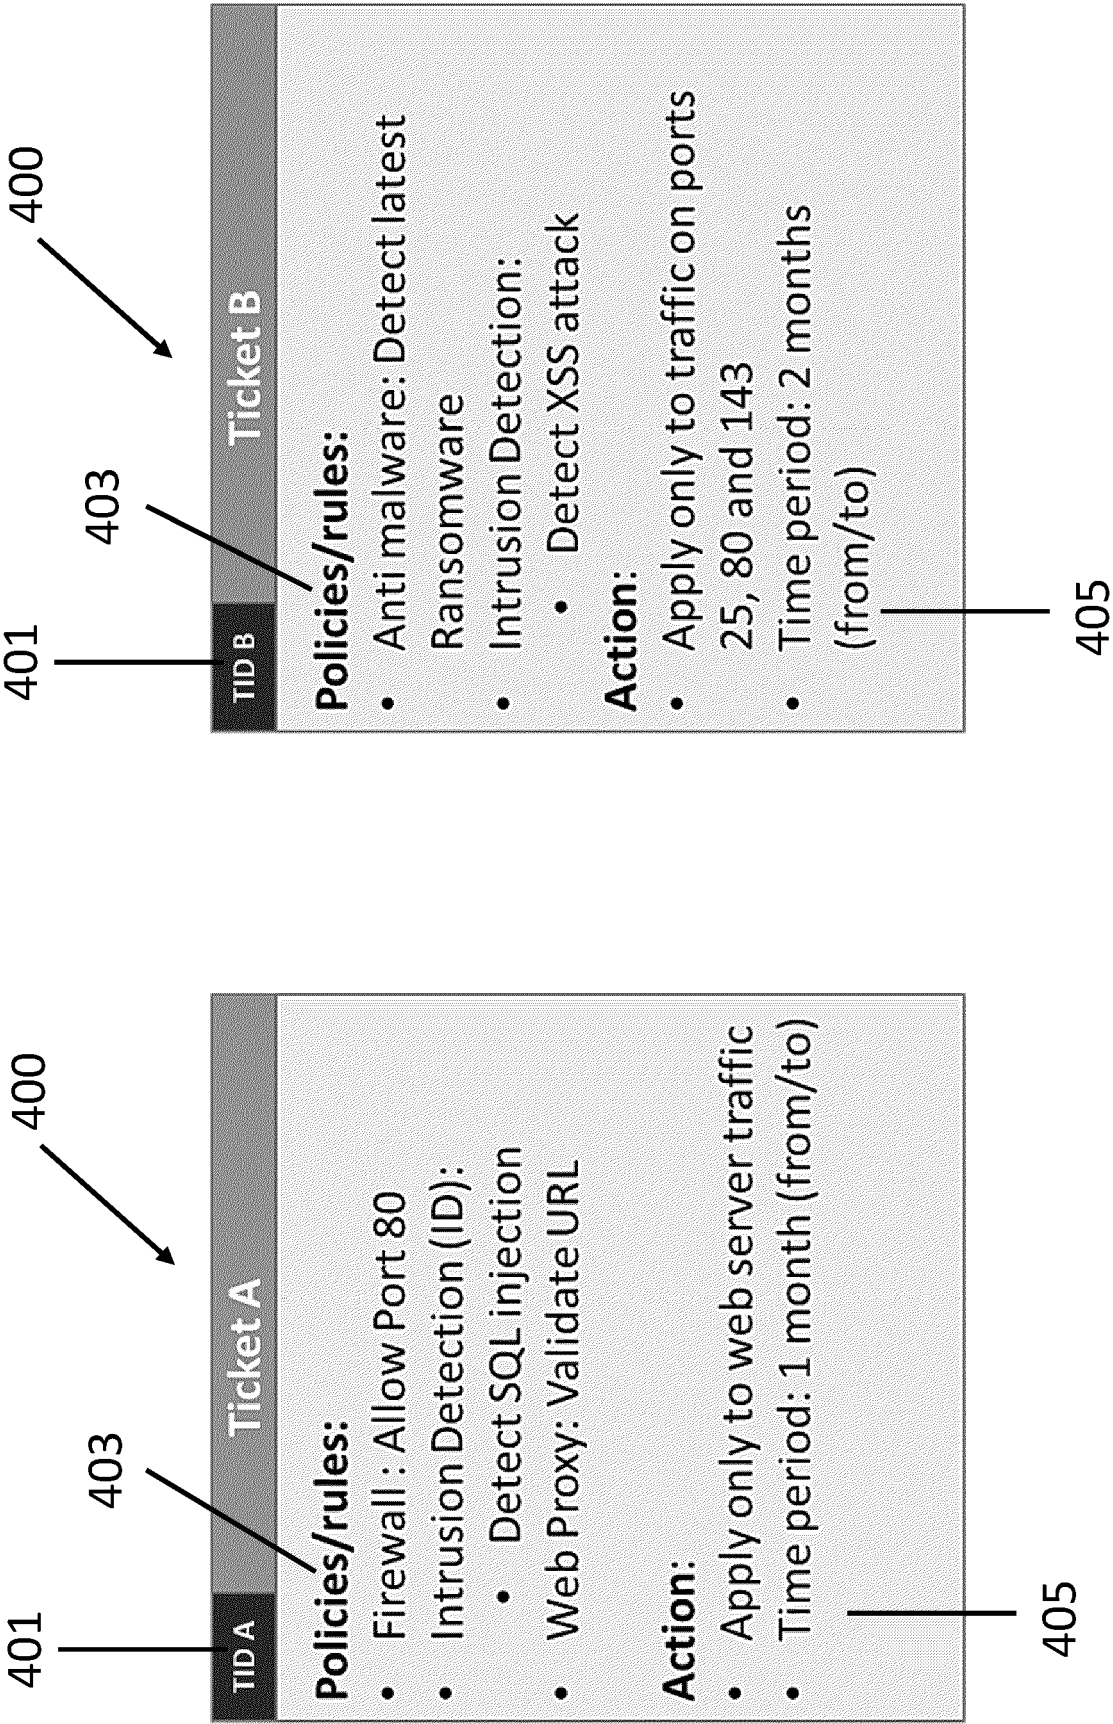 400
401
403
TID A Ticket A
Policies/rules:
• Firewall : Allow Port 80
• Intrusion Detection (ID):
• Detect SQL injection
• Web Proxy: Validate URL
Action:
• Apply only to web server traffic
• Time period: 1 month (from/to)
405
400
401
403
TID B Ticket B
Policies/rules:
• Anti malware: Detect latest
Ransomware
• Intrusion Detection:
• Detect XSS attack
Action:
• Apply only to traffic on ports
25, 80 and 143
• Time period: 2 months
(from/to)
405